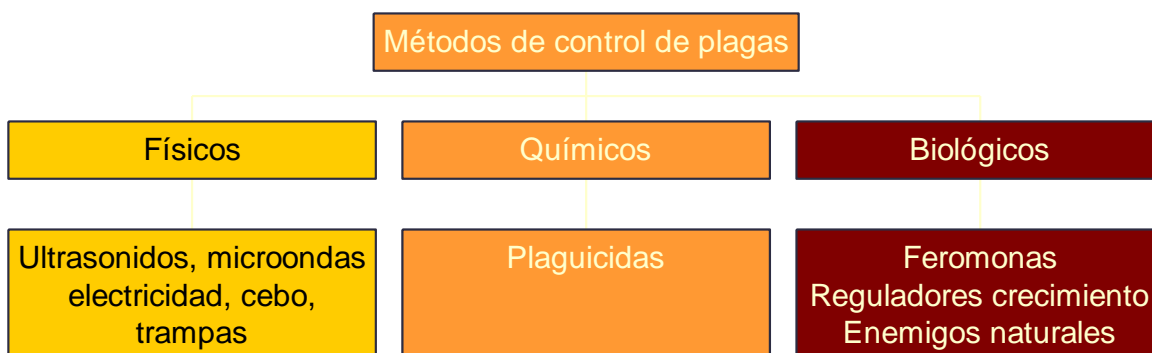 Métodos de control de plagas
Físicos
Químicos
Biológicos
Ultrasonidos, microondas
electricidad, cebo,
trampas
Plaguicidas
Feromonas
Reguladores crecimiento
Enemigos naturales